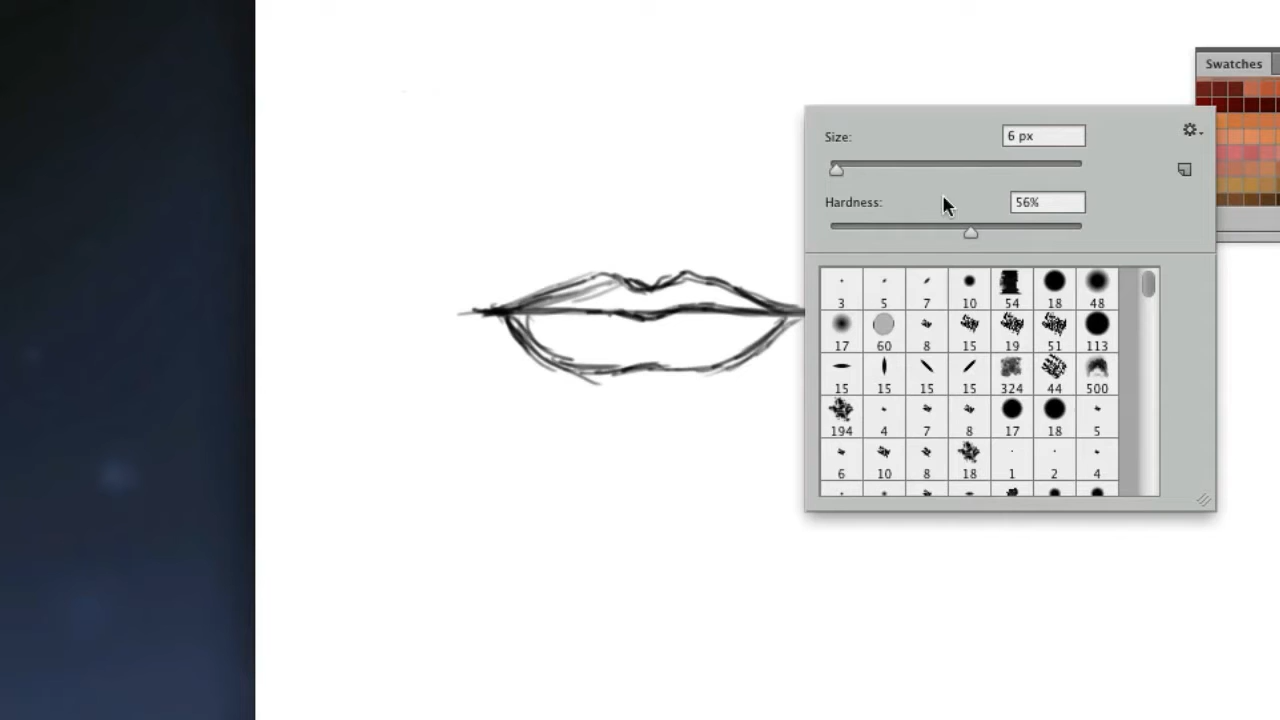 Swatches
Size:
6 px
Hardness:
56%
3 5 7 10 54 18 48
17 60 8 15 19 51 113
15 15 15 15 324 44 500
194 4 7 8 17 18 5
6 10 8 18 1 2 4